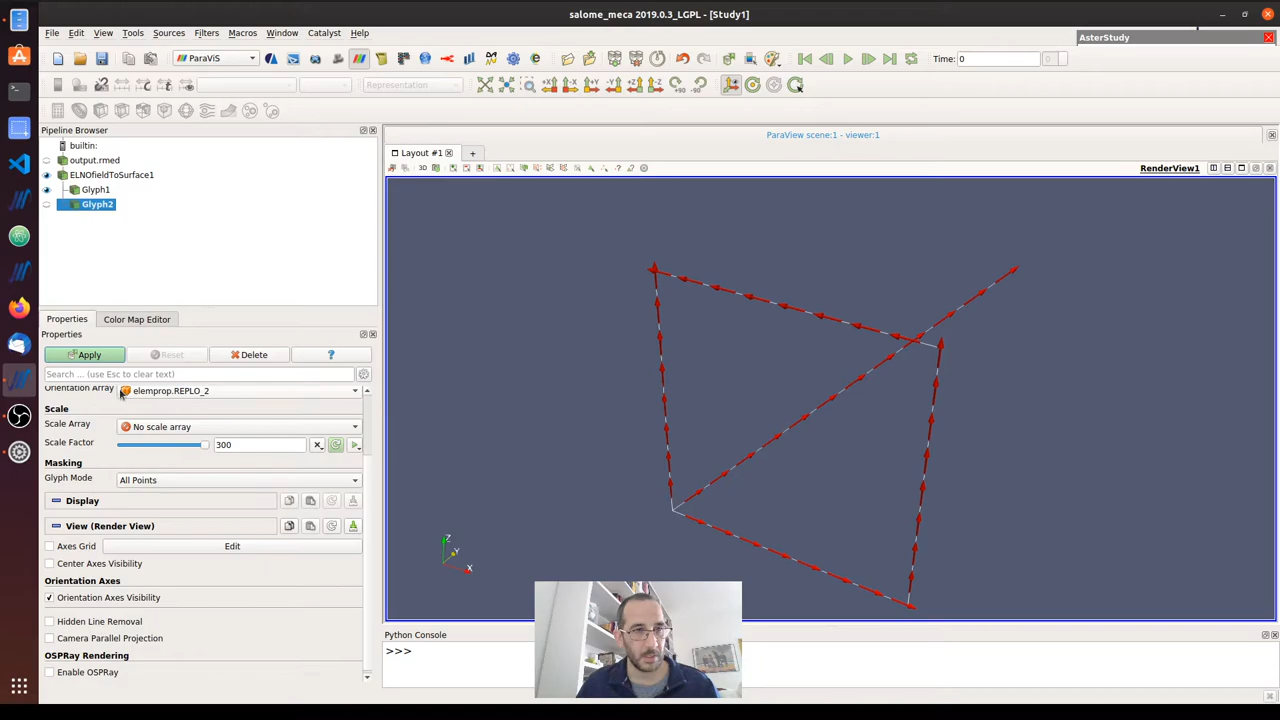 salome_meca 2019.0.3_LGPL - [Study1]
File Edit View Tools Sources Filters Macros Window Catalyst Help
AsterStudy
ParaViS
Time: 0
Representation
Pipeline Browser
ParaView scene:1 - viewer:1
builtin:
output.rmed
ELNOfieldToSurface1
Glyph1
Glyph2
Layout #1
3D
RenderView1
Properties Color Map Editor
Properties
Apply Reset Delete ?
Search ... (use Esc to clear text)
Orientation Array elemprop.REPLO_2
Scale
Scale Array No scale array
Scale Factor 300
Masking
Glyph Mode All Points
Display
View (Render View)
Axes Grid Edit
Center Axes Visibility
Orientation Axes
Orientation Axes Visibility
Hidden Line Removal
Camera Parallel Projection
OSPRay Rendering
Enable OSPRay
Z
Y
X
Python Console
>>>